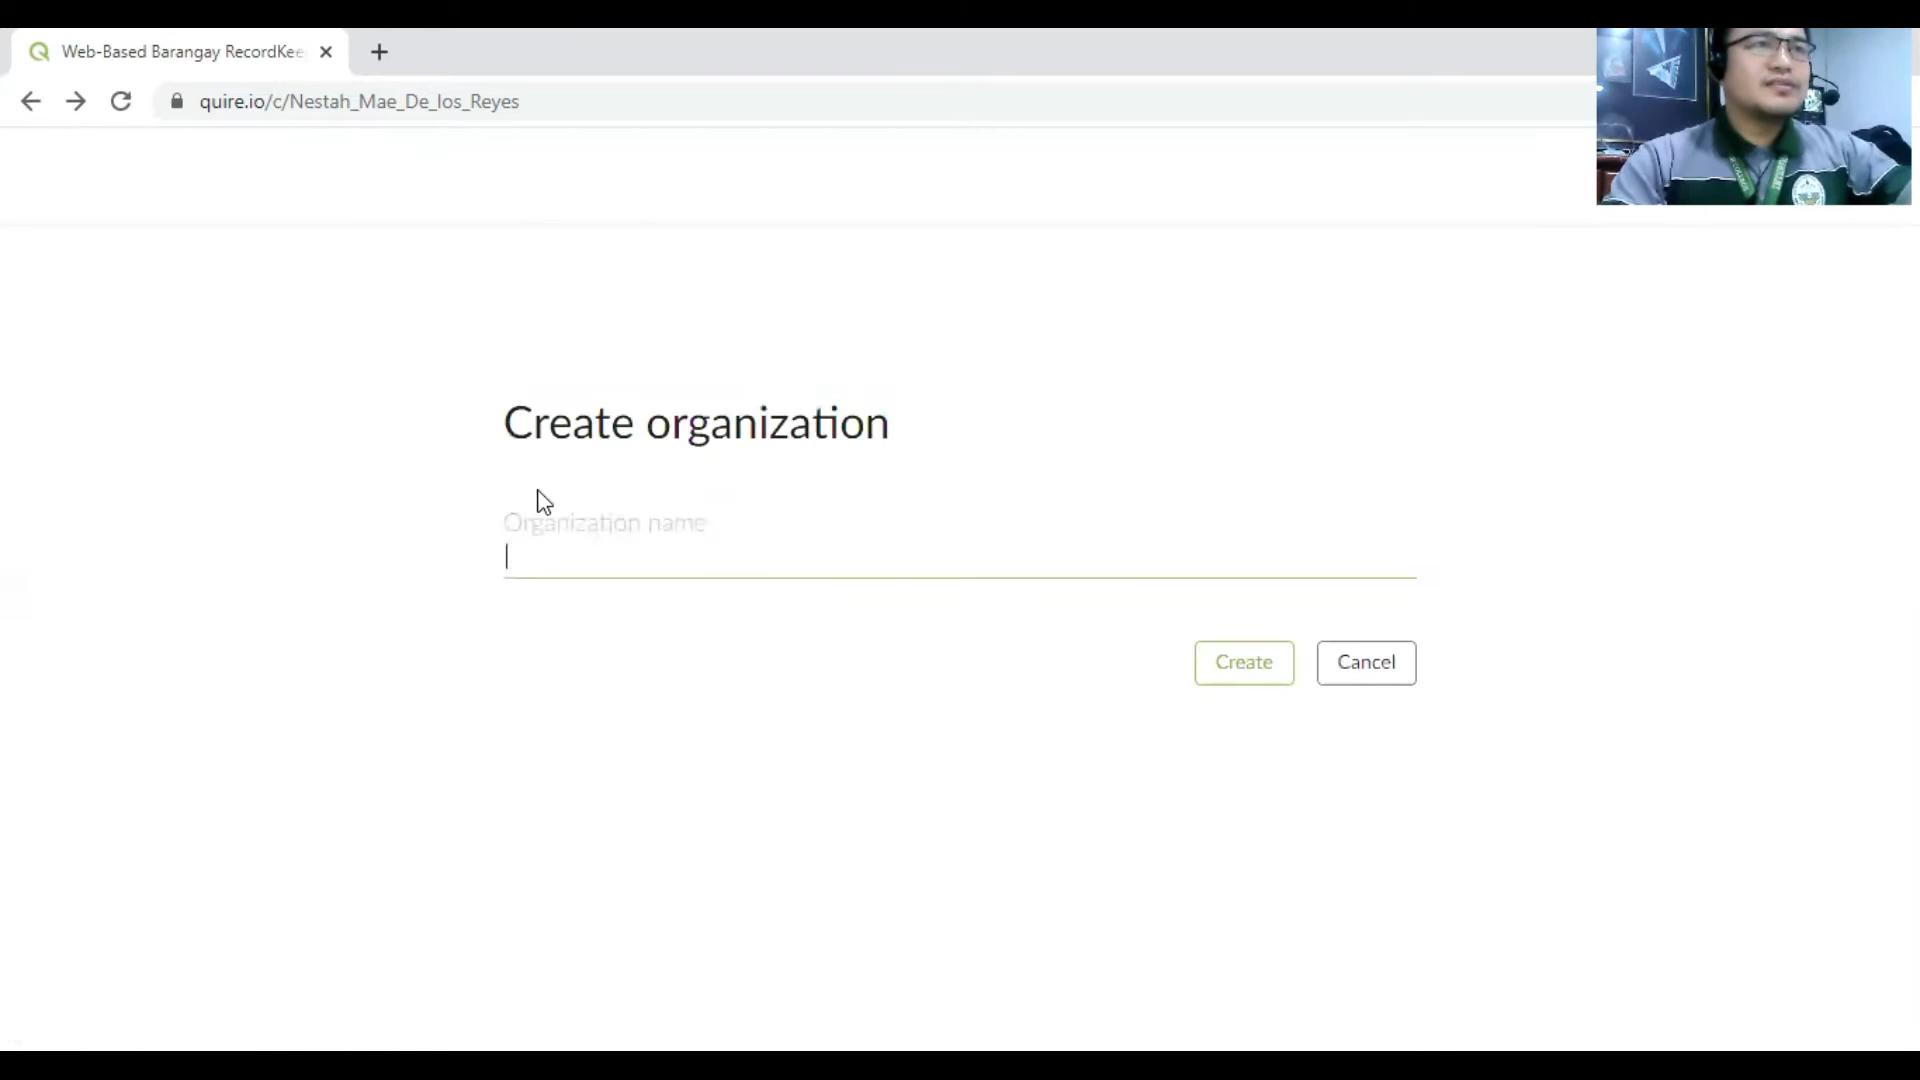 Web-Based Barangay RecordKee
quire.io/c/Nestah_Mae_De_los_Reyes
Create organization
Organization name
Create
Cancel